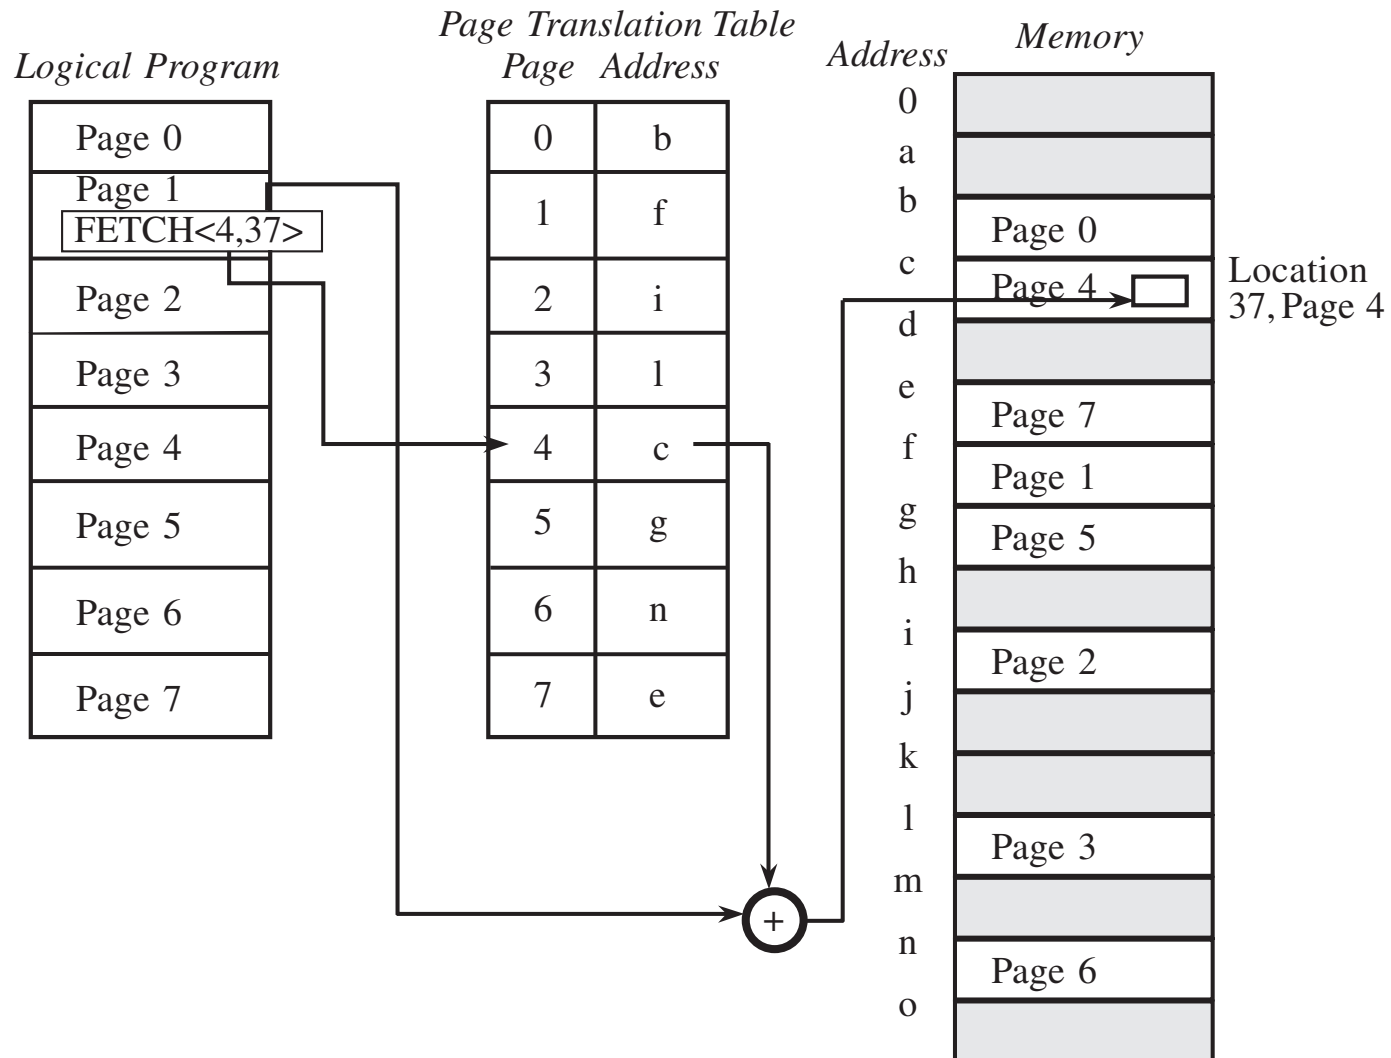 Page Translation Table
Logical Program
Page Address
Address
Memory
Page 0
Page 1
FETCH<4,37>
Page 2
Page 3
Page 4
Page 5
Page 6
Page 7
0 b
1 f
2 i
3 l
4 c
5 g
6 n
7 e
+
0
a
b
c
d
e
f
g
h
i
j
k
l
m
n
o
Page 0
Page 4
Page 7
Page 1
Page 5
Page 2
Page 3
Page 6
Location
37, Page 4